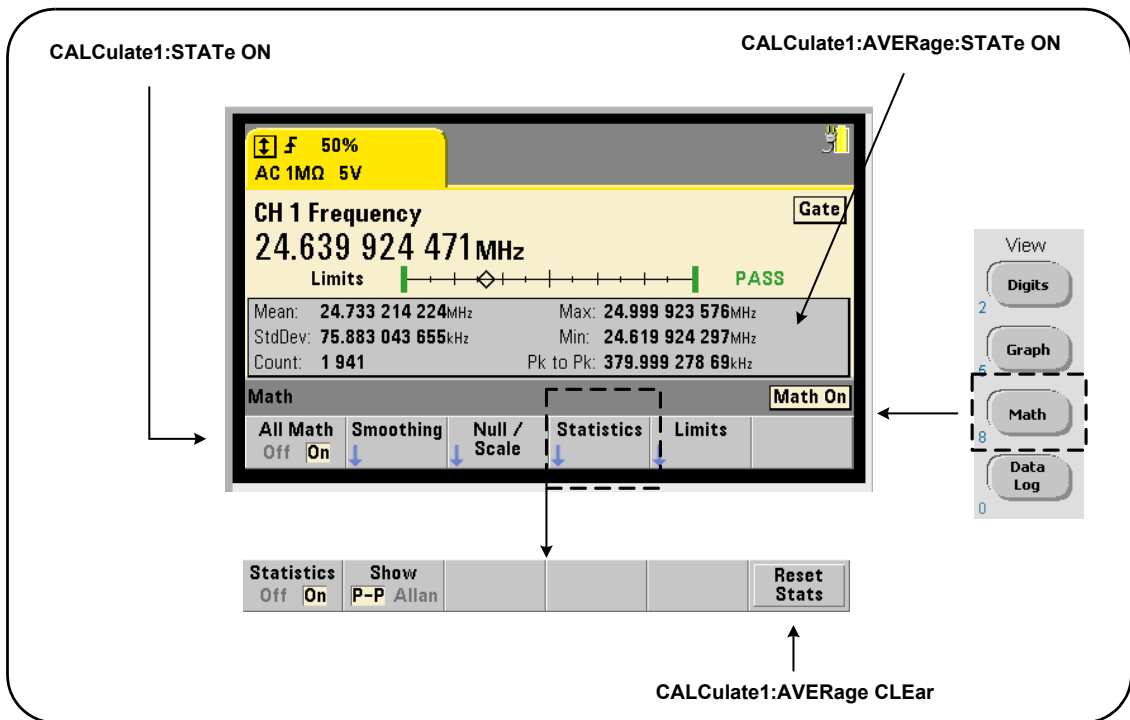 CALCulate1:STATe ON
CALCulate1:AVERage:STATe ON
50%
AC 1MΩ 5V
CH 1 Frequency
Gate
24.639 924 471 MHz
Limits
PASS
Mean: 24.733 214 224MHz Max: 24.999 923 576MHz
StdDev: 75.883 043 655kHz Min: 24.619 924 297MHz
Count: 1 941 Pk to Pk: 379.999 278 69kHz
Math
Math On
All Math
Off On
Smoothing
Null /
Scale
Statistics
Limits
View
Digits
2
Graph
5
Math
8
Data
Log
0
Statistics
Off On
Show
P-P Allan
Reset
Stats
CALCulate1:AVERage CLEar